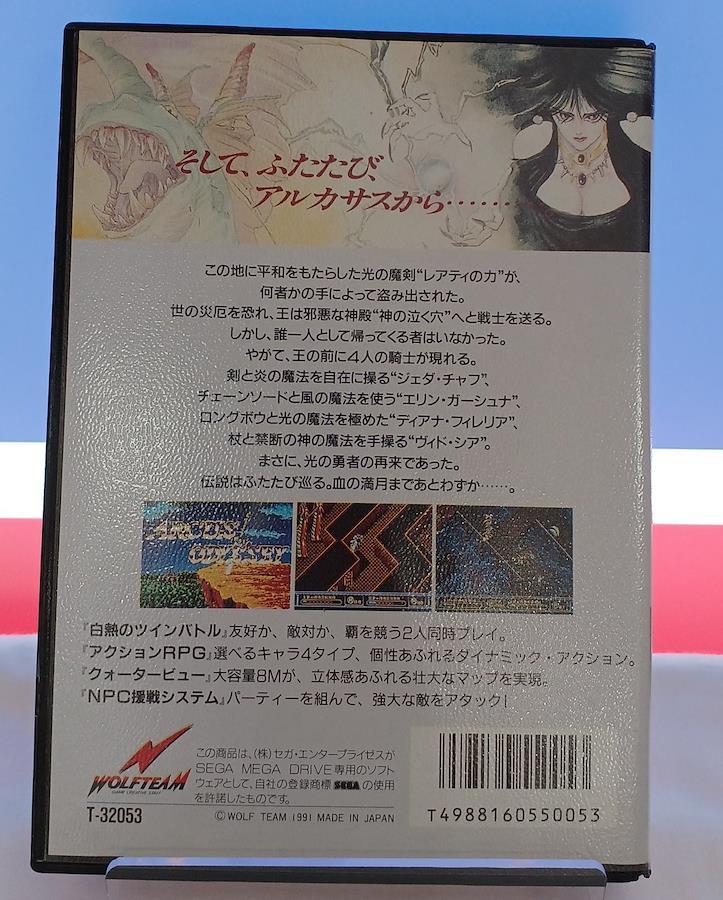 そして、ふたたび、
アルカサスから‥‥‥‥
この地に平和をもたらした光の魔剣“レアティの力”が、
何者かの手によって盗み出された。
世の災厄を恐れ、王は邪悪な神殿“神の泣く穴”へと戦士を送る。
しかし、誰一人として帰ってくる者はいなかった。
やがて、王の前に4人の騎士が現れる。
剣と炎の魔法を自在に操る“ジェダ・チャフ”、
チェーンソードと風の魔法を使う“エリン・ガーシュナ”、
ロングボウと光の魔法を極めた“ディアナ・フィレリア”、
杖と禁断の神の魔法を手操る“ヴィド・シア”。
まさに、光の勇者の再来であった。
伝説はふたたび巡る。血の満月まであとわすか‥‥‥。
ARCUS
ODYSSEY
『白熱のツインバトル』友好か、敵対か、覇を競う2人同時プレイ。
『アクションRPG』選べるキャラ4タイプ、個性あふれるダイナミック・アクション。
『クォータービュー』大容量8Mが、立体感あふれる壮大なマップを実現。
『NPC援戦システム』パーティーを組んで、強大な敵をアタック!
WOLFTEAM
GAME CREATIVE STAFF
T-32053
この商品は、(株)セガ・エンタープライゼスが
SEGA MEGA DRIVE専用のソフト
ウェアとして、自社の登録商標 SEGA の使用
を許諾したものです。
©WOLF TEAM 1991 MADE IN JAPAN
T4988160550053